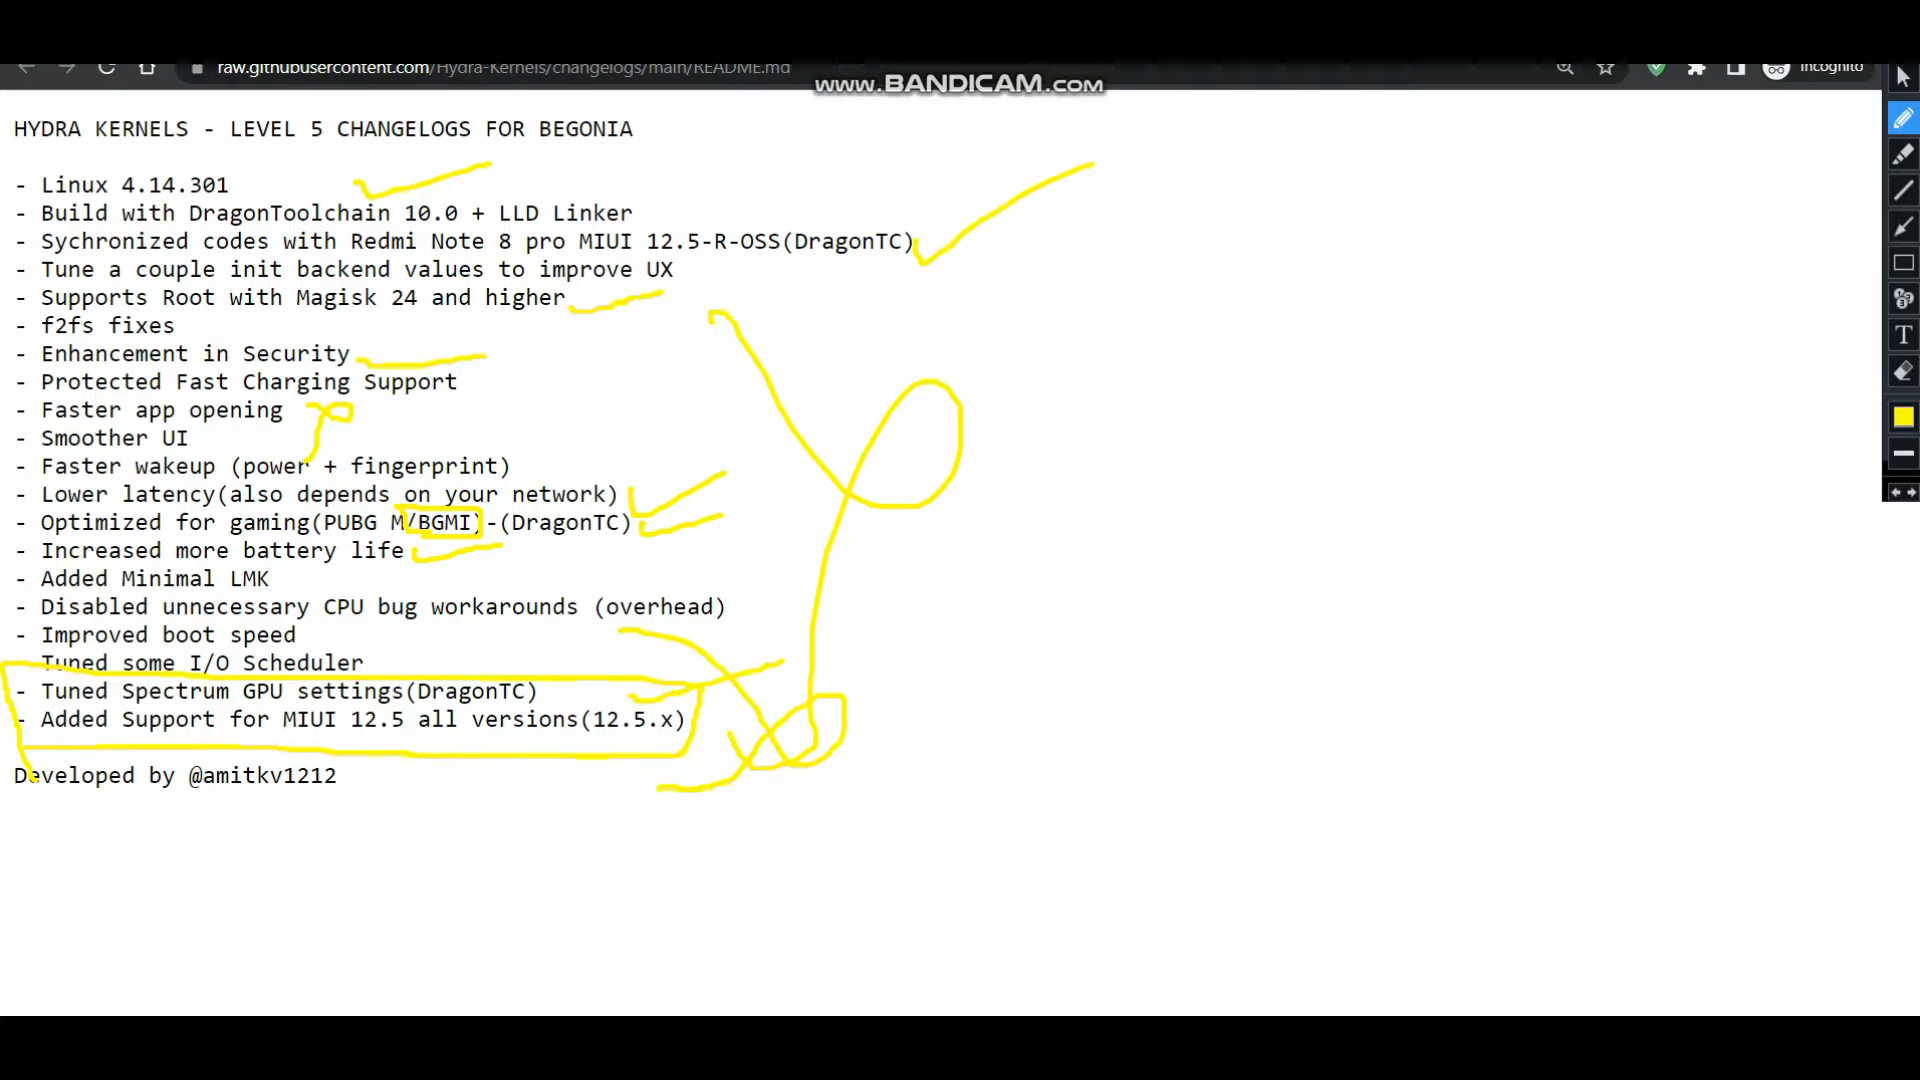 raw.githubusercontent.com/Hydra-Kernels/changelogs/main/README.md
Incognito
www.BANDICAM.com
HYDRA KERNELS - LEVEL 5 CHANGELOGS FOR BEGONIA
- Linux 4.14.301
- Build with DragonToolchain 10.0 + LLD Linker
- Sychronized codes with Redmi Note 8 pro MIUI 12.5-R-OSS(DragonTC)
- Tune a couple init backend values to improve UX
- Supports Root with Magisk 24 and higher
- f2fs fixes
- Enhancement in Security
- Protected Fast Charging Support
- Faster app opening
- Smoother UI
- Faster wakeup (power + fingerprint)
- Lower latency(also depends on your network)
- Optimized for gaming(PUBG M/BGMI)-(DragonTC)
- Increased more battery life
- Added Minimal LMK
- Disabled unnecessary CPU bug workarounds (overhead)
- Improved boot speed
- Tuned some I/O Scheduler
- Tuned Spectrum GPU settings(DragonTC)
- Added Support for MIUI 12.5 all versions(12.5.x)
Developed by @amitkv1212